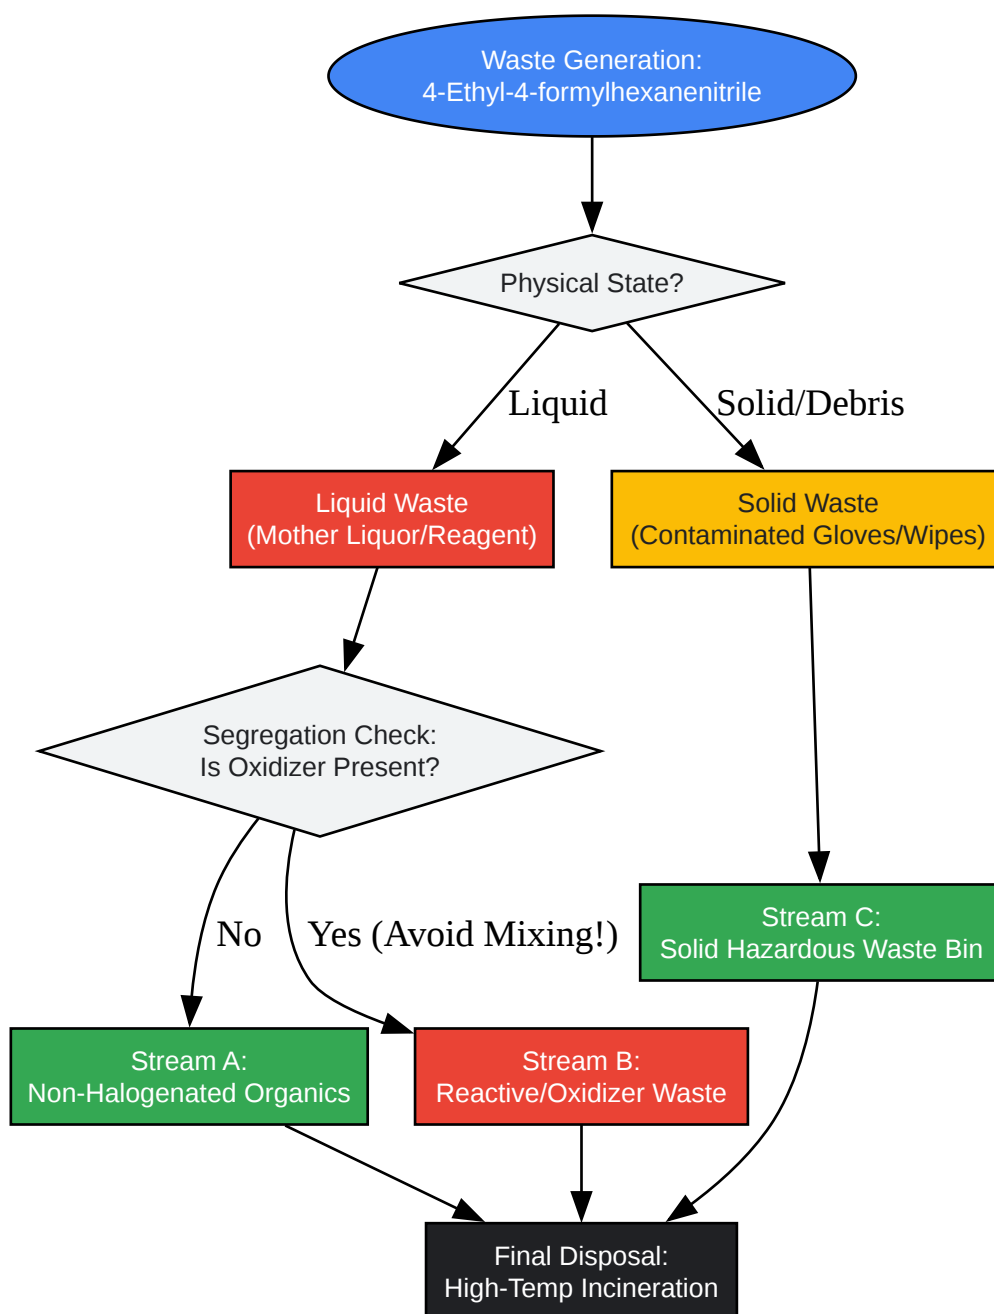 Waste Generation:
4-Ethyl-4-formylhexanenitrile
Physical State?
Liquid
Solid/Debris
Liquid Waste
(Mother Liquor/Reagent)
Solid Waste
(Contaminated Gloves/Wipes)
Segregation Check:
Is Oxidizer Present?
No
Yes (Avoid Mixing!)
Stream C:
Solid Hazardous Waste Bin
Stream A:
Non-Halogenated Organics
Stream B:
Reactive/Oxidizer Waste
Final Disposal:
High-Temp Incineration